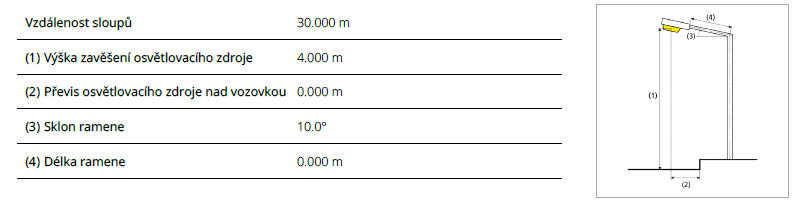 Vzdálenost sloupů 30.000 m
(1) Výška zavěšení osvětlovacího zdroje 4.000 m
(2) Převis osvětlovacího zdroje nad vozovkou 0.000 m
(3) Sklon ramene 10.0°
(4) Délka ramene 0.000 m
(4)
(3)
(1)
(2)